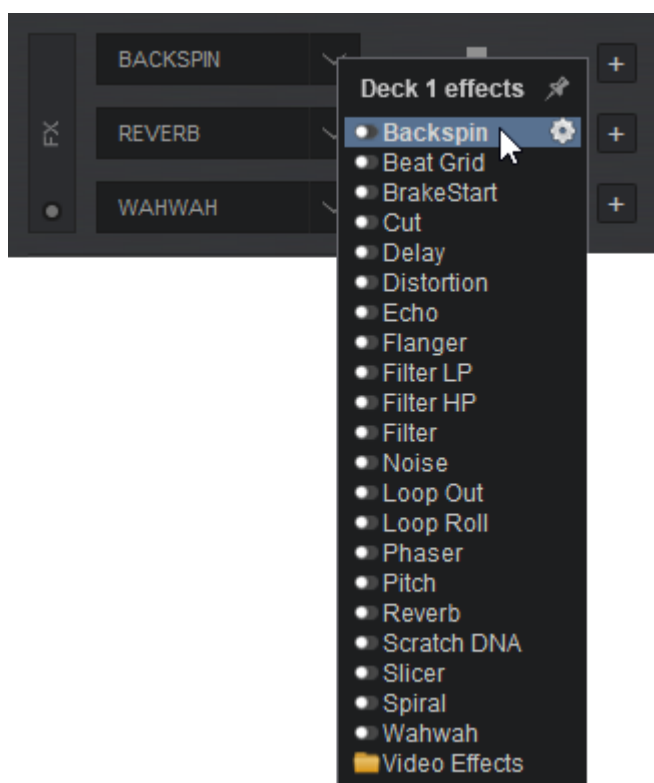 FX
BACKSPIN
REVERB
WAHWAH
+
+
+
Deck 1 effects
Backspin
Beat Grid
BrakeStart
Cut
Delay
Distortion
Echo
Flanger
Filter LP
Filter HP
Filter
Noise
Loop Out
Loop Roll
Phaser
Pitch
Reverb
Scratch DNA
Slicer
Spiral
Wahwah
Video Effects